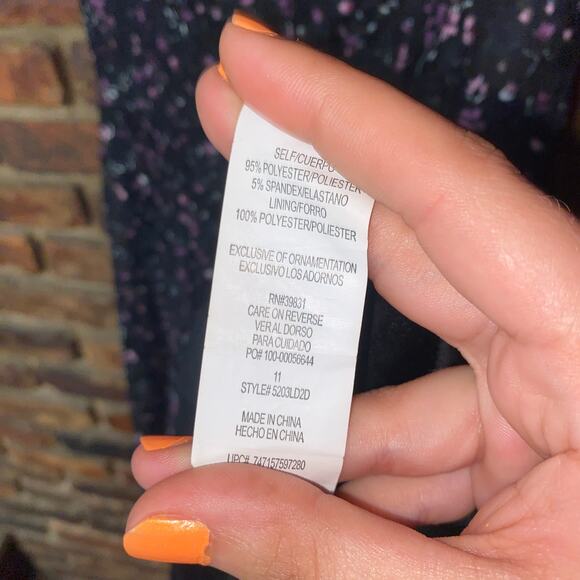 SELF/CUERPO
95% POLYESTER/POLIESTER
5% SPANDEX/ELASTANO
LINING/FORRO
100% POLYESTER/POLIESTER
EXCLUSIVE OF ORNAMENTATION
EXCLUSIVO LOS ADORNOS
RN#39831
CARE ON REVERSE
VER AL DORSO
PARA CUIDADO
PO# 100-00056644
11
STYLE# 5203LD2D
MADE IN CHINA
HECHO EN CHINA
UPC# 747157597280